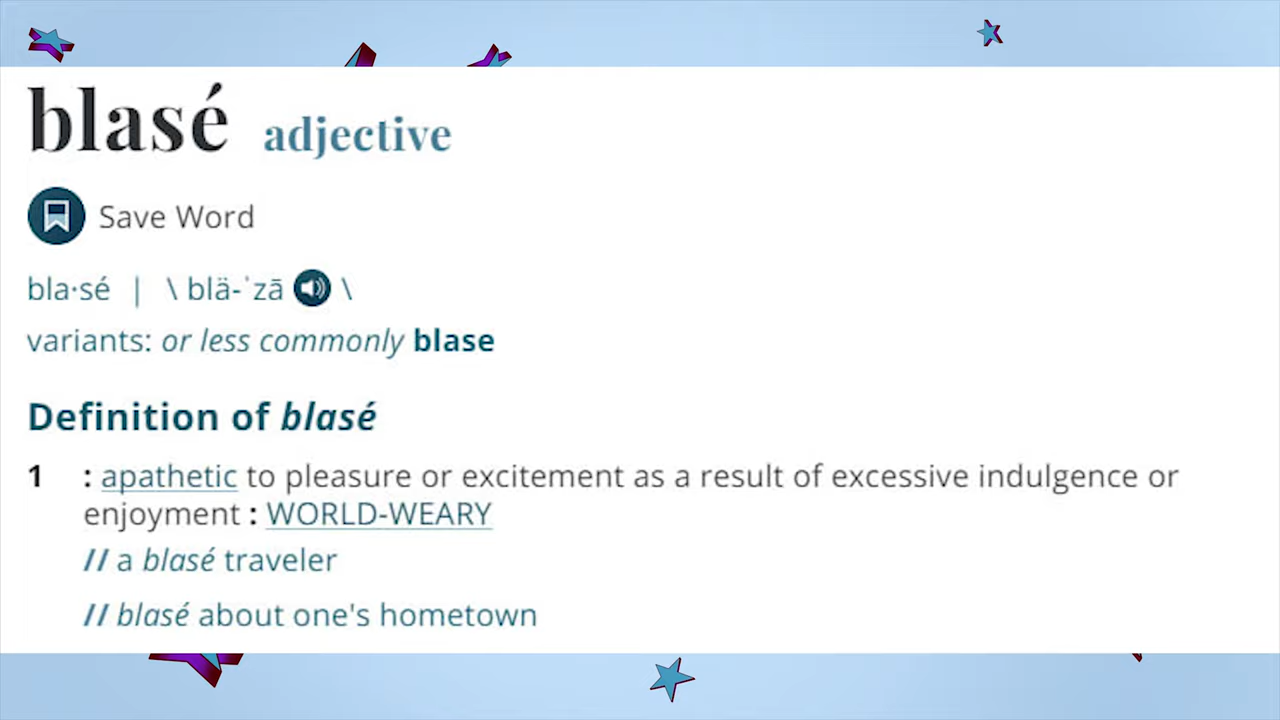 blasé adjective
Save Word
bla·sé | \ blä-ˈzā \
variants: or less commonly blase
Definition of blasé
1 : apathetic to pleasure or excitement as a result of excessive indulgence or
enjoyment : WORLD-WEARY
// a blasé traveler
// blasé about one's hometown